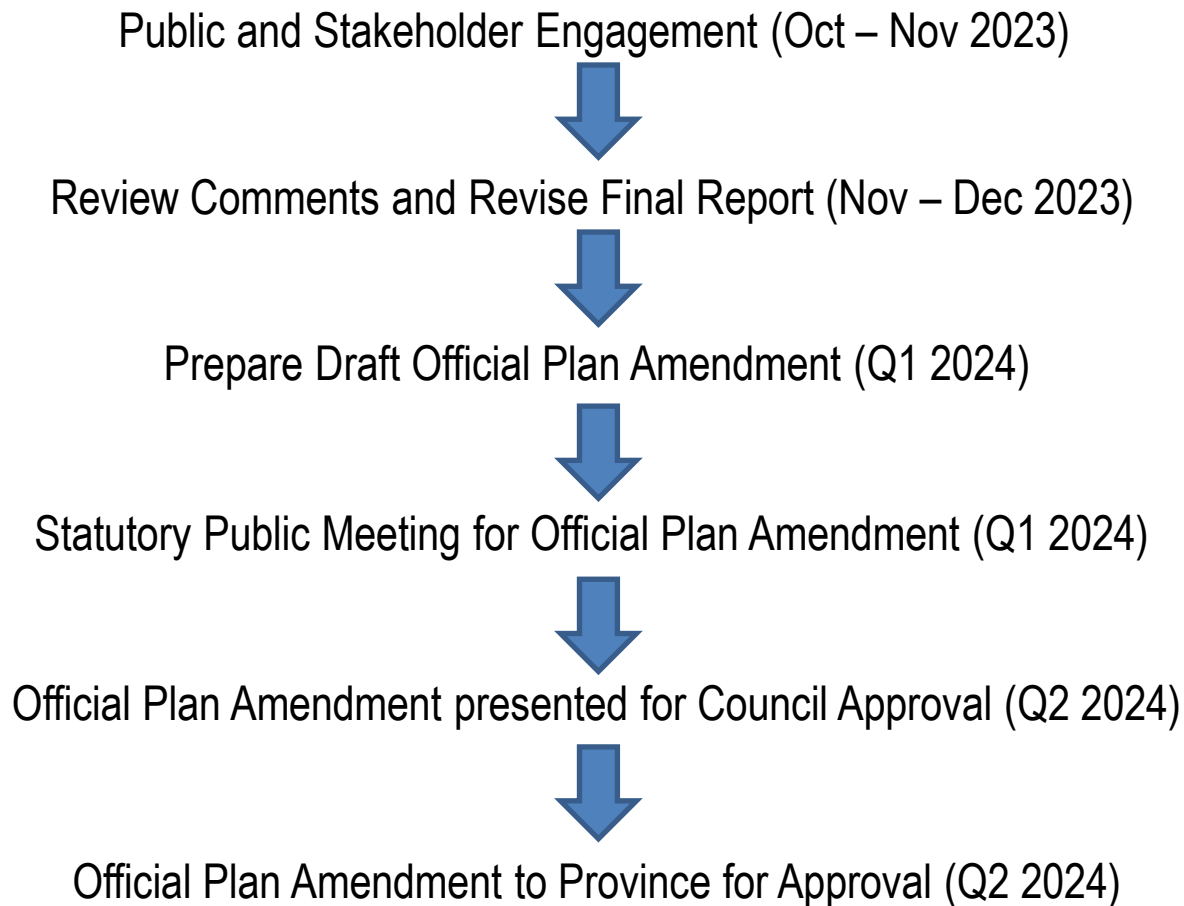 Public and Stakeholder Engagement (Oct – Nov 2023)
Review Comments and Revise Final Report (Nov – Dec 2023)
Prepare Draft Official Plan Amendment (Q1 2024)
Statutory Public Meeting for Official Plan Amendment (Q1 2024)
Official Plan Amendment presented for Council Approval (Q2 2024)
Official Plan Amendment to Province for Approval (Q2 2024)